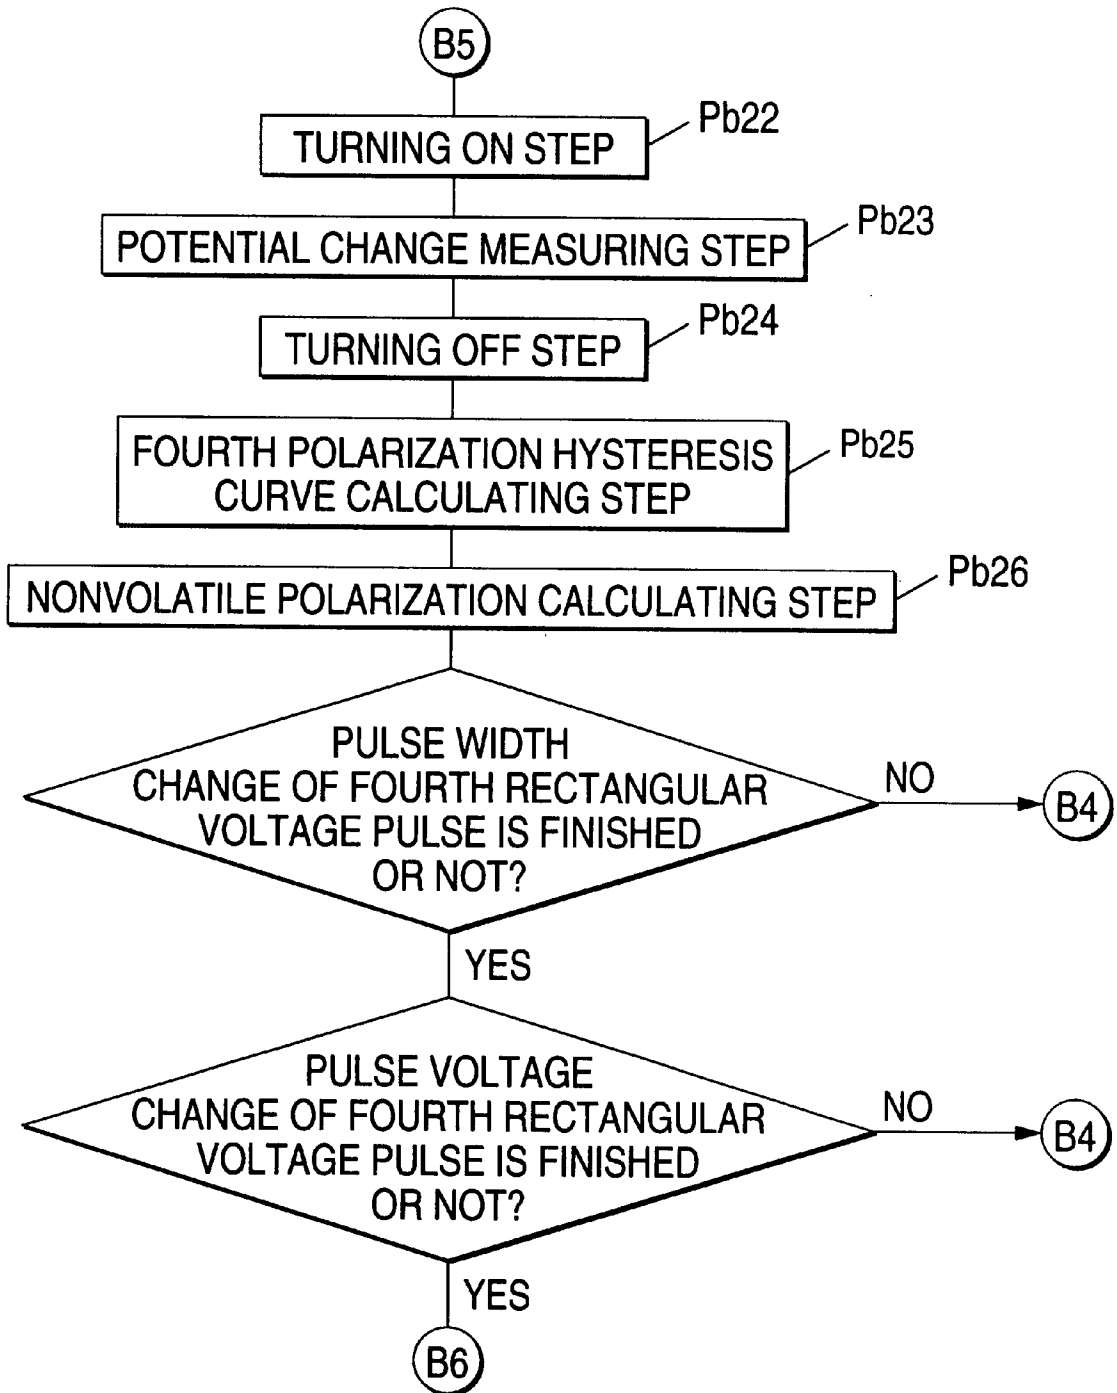 B5
Pb22
TURNING ON STEP
Pb23
POTENTIAL CHANGE MEASURING STEP
Pb24
TURNING OFF STEP
Pb25
FOURTH POLARIZATION HYSTERESIS
CURVE CALCULATING STEP
Pb26
NONVOLATILE POLARIZATION CALCULATING STEP
PULSE WIDTH
CHANGE OF FOURTH RECTANGULAR
VOLTAGE PULSE IS FINISHED
OR NOT?
NO
B4
YES
PULSE VOLTAGE
CHANGE OF FOURTH RECTANGULAR
VOLTAGE PULSE IS FINISHED
OR NOT?
NO
B4
YES
B6